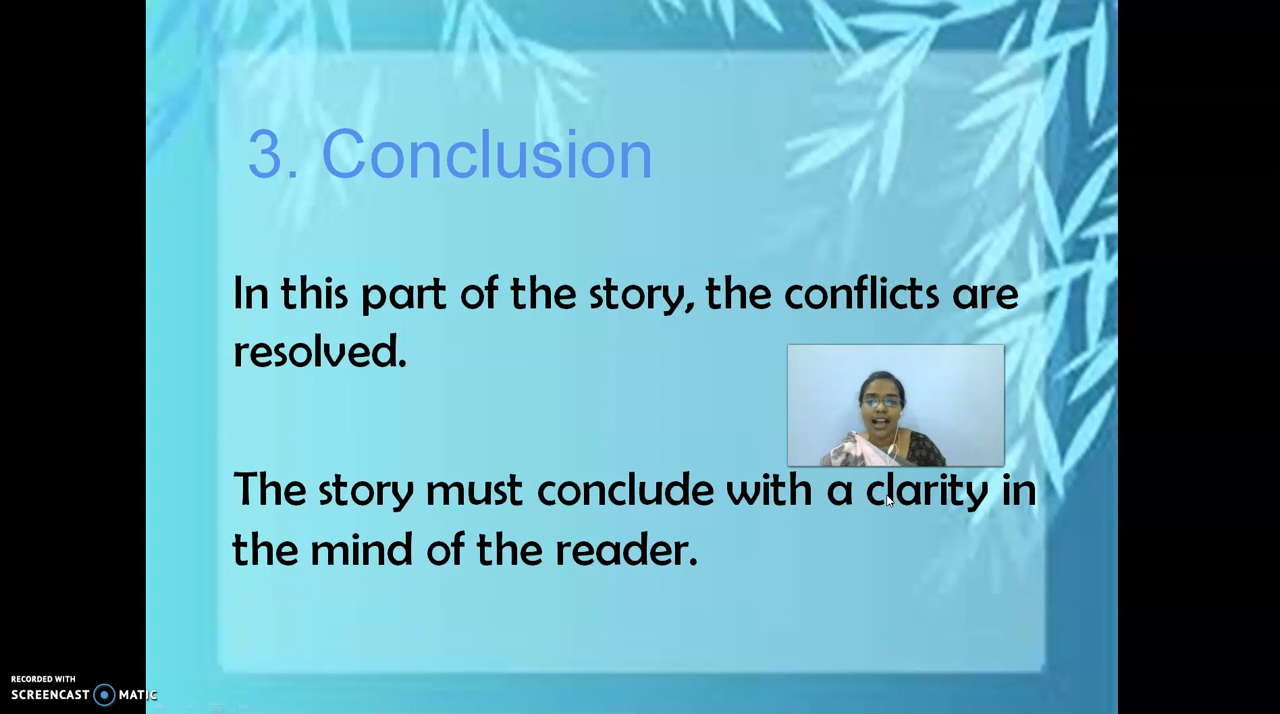 3. Conclusion
In this part of the story, the conflicts are
resolved.
The story must conclude with a clarity in
the mind of the reader.
RECORDED WITH
SCREENCAST MATIC